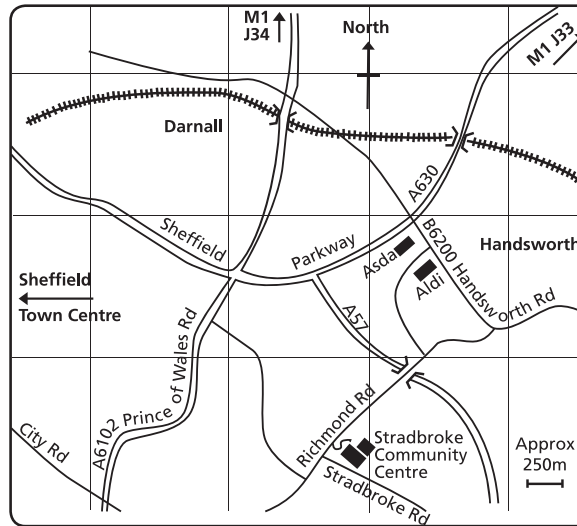 M1
J34
North
M1 J33
Darnall
A630
Sheffield
Parkway
B6200 Handsworth Rd
Handsworth
Asda
Aldi
Sheffield
Town Centre
A57
A6102 Prince of Wales Rd
City Rd
Richmond Rd
Stradbroke
Community
Centre
Stradbroke Rd
Approx
250m